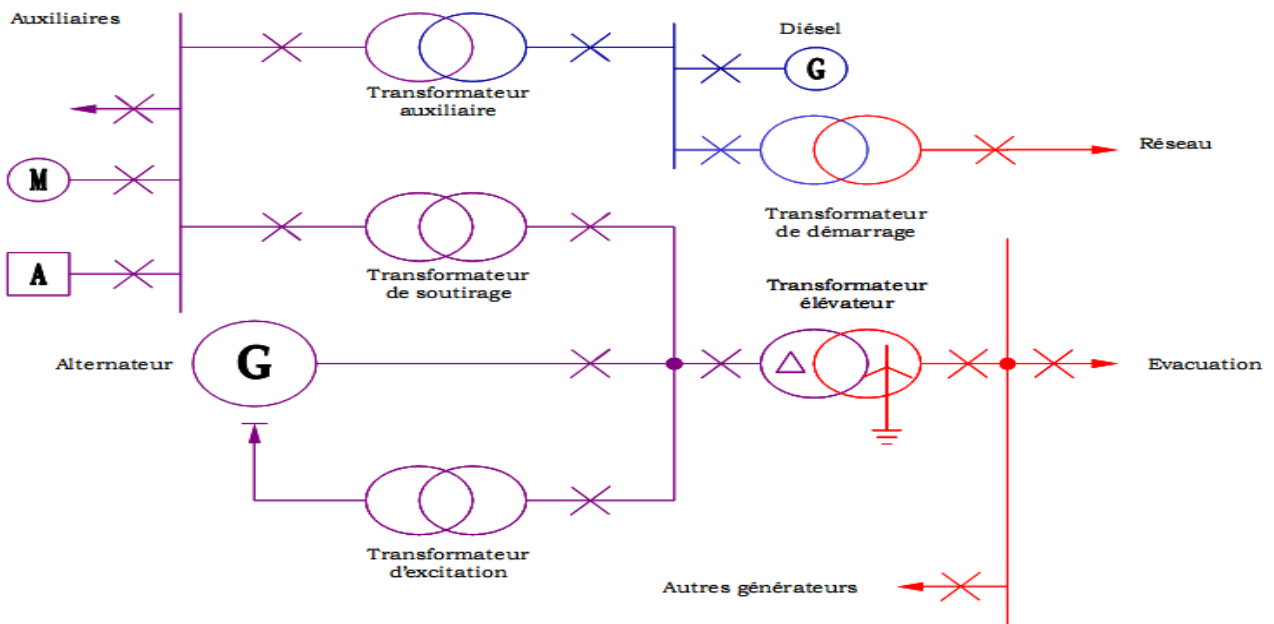 Auxiliaires
Diésel
G
Transformateur
auxiliaire
Réseau
M
Transformateur
de démarrage
A
Transformateur
de soutirage
Transformateur
élévateur
Alternateur
G
Evacuation
Transformateur
d'excitation
Autres générateurs